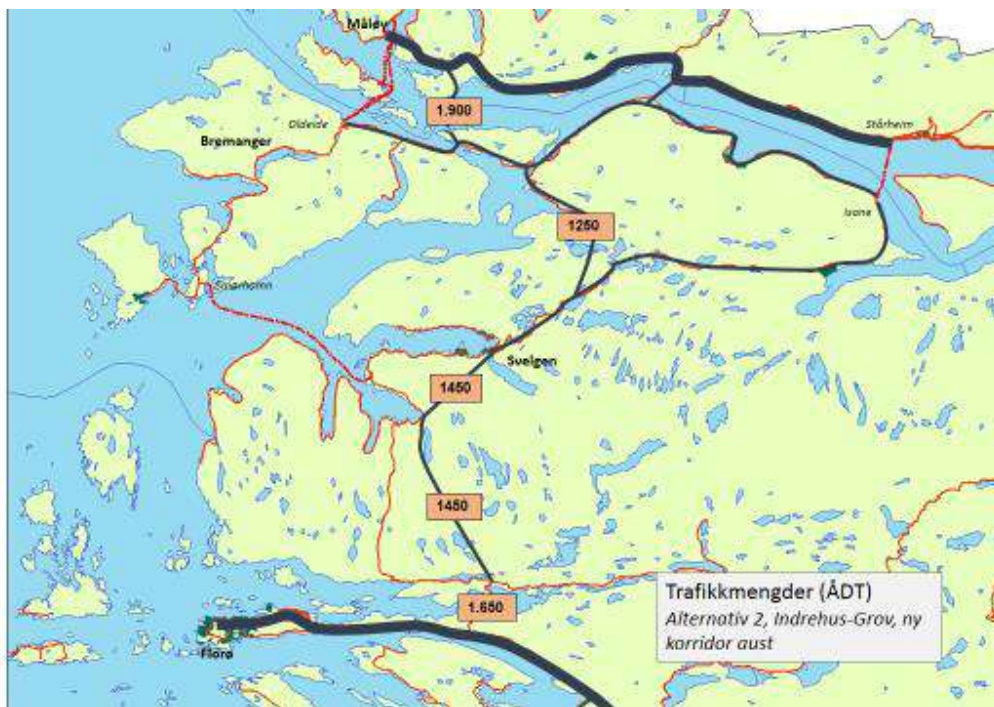 Måløy
1.900
Oldeide
Bremanger
Stårheim
1250
Isane
Smørhamn
Svelgen
1450
1450
1.650
Florø
Trafikkmengder (ÅDT)
Alternativ 2, Indrehus-Grov, ny
korridor aust